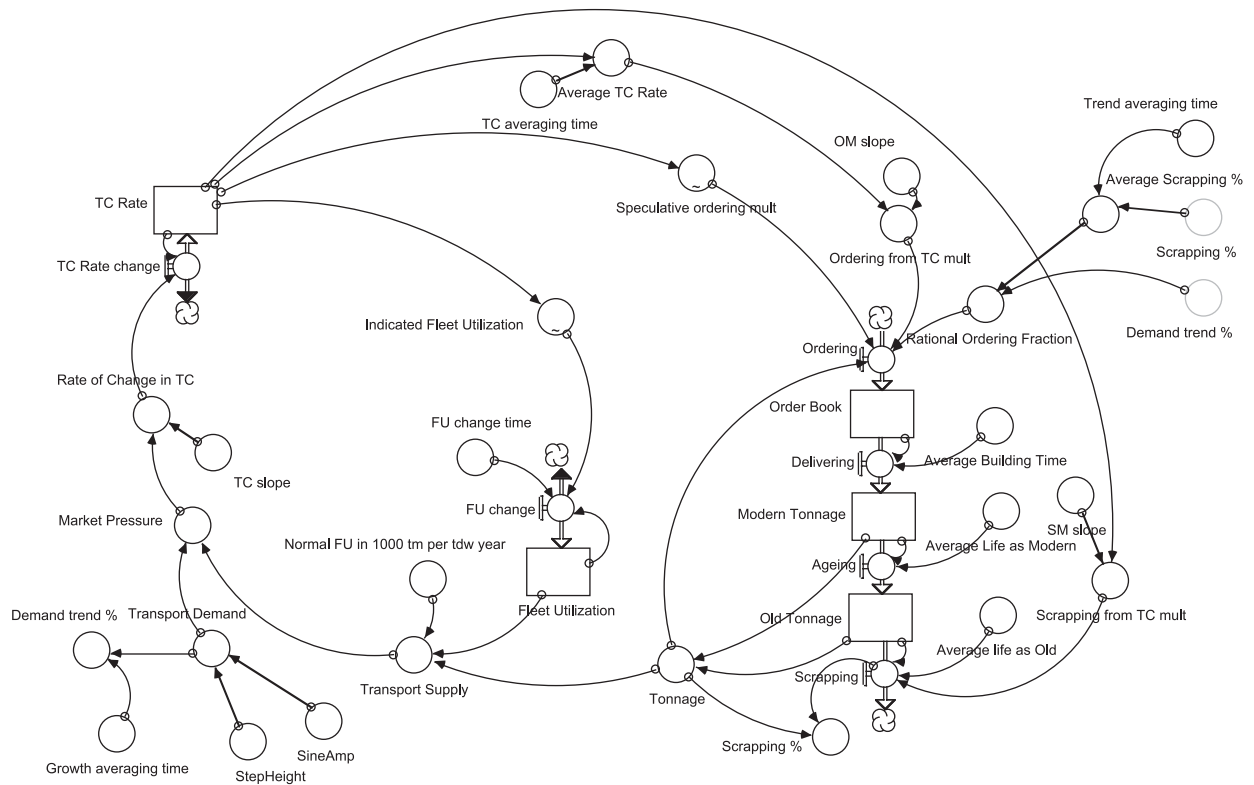 Average TC Rate
TC averaging time
Trend averaging time
OM slope
Average Scrapping %
TC Rate
Speculative ordering mult
Ordering from TC mult
Scrapping %
TC Rate change
Indicated Fleet Utilization
~
~
Rational Ordering Fraction
Demand trend %
Ordering
Rate of Change in TC
Order Book
FU change time
Delivering
Average Building Time
TC slope
FU change
Modern Tonnage
SM slope
Market Pressure
Normal FU in 1000 tm per tdw year
Average Life as Modern
Ageing
Fleet Utilization
Old Tonnage
Scrapping from TC mult
Demand trend %
Transport Demand
Average life as Old
Transport Supply
Tonnage
Scrapping
Scrapping %
SineAmp
Growth averaging time
StepHeight